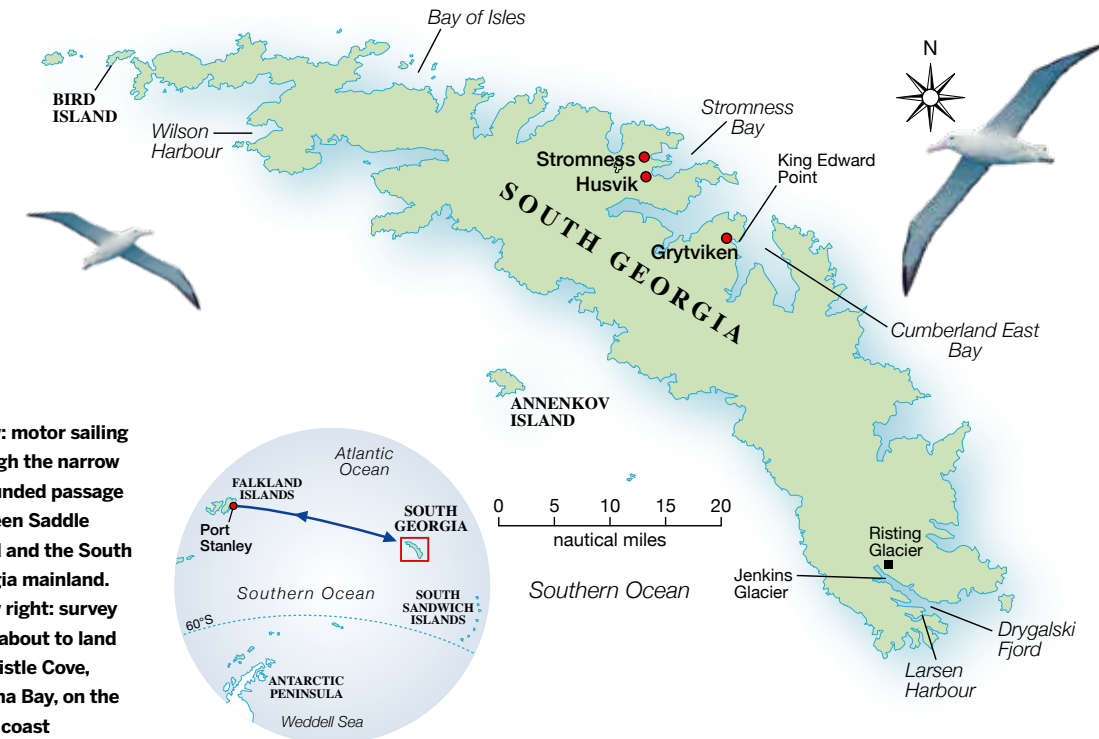 Bay of Isles
N
BIRD
ISLAND
Wilson
Harbour
Stromness
Bay
Stromness
Husvik
King Edward
Point
SOUTH GEORGIA
Grytviken
Cumberland East
Bay
ANNENKOV
ISLAND
: motor sailing
gh the narrow
unded passage
een Saddle
and the South
gia mainland.
right: survey
about to land
istle Cove,
na Bay, on the
coast
Atlantic
Ocean
FALKLAND
ISLANDS
Port
Stanley
SOUTH
GEORGIA
Southern Ocean
60°S
SOUTH
SANDWICH
ISLANDS
ANTARCTIC
PENINSULA
Weddell Sea
0 5 10 15 20
nautical miles
Southern Ocean
Risting
Glacier
Jenkins
Glacier
Drygalski
Fjord
Larsen
Harbour